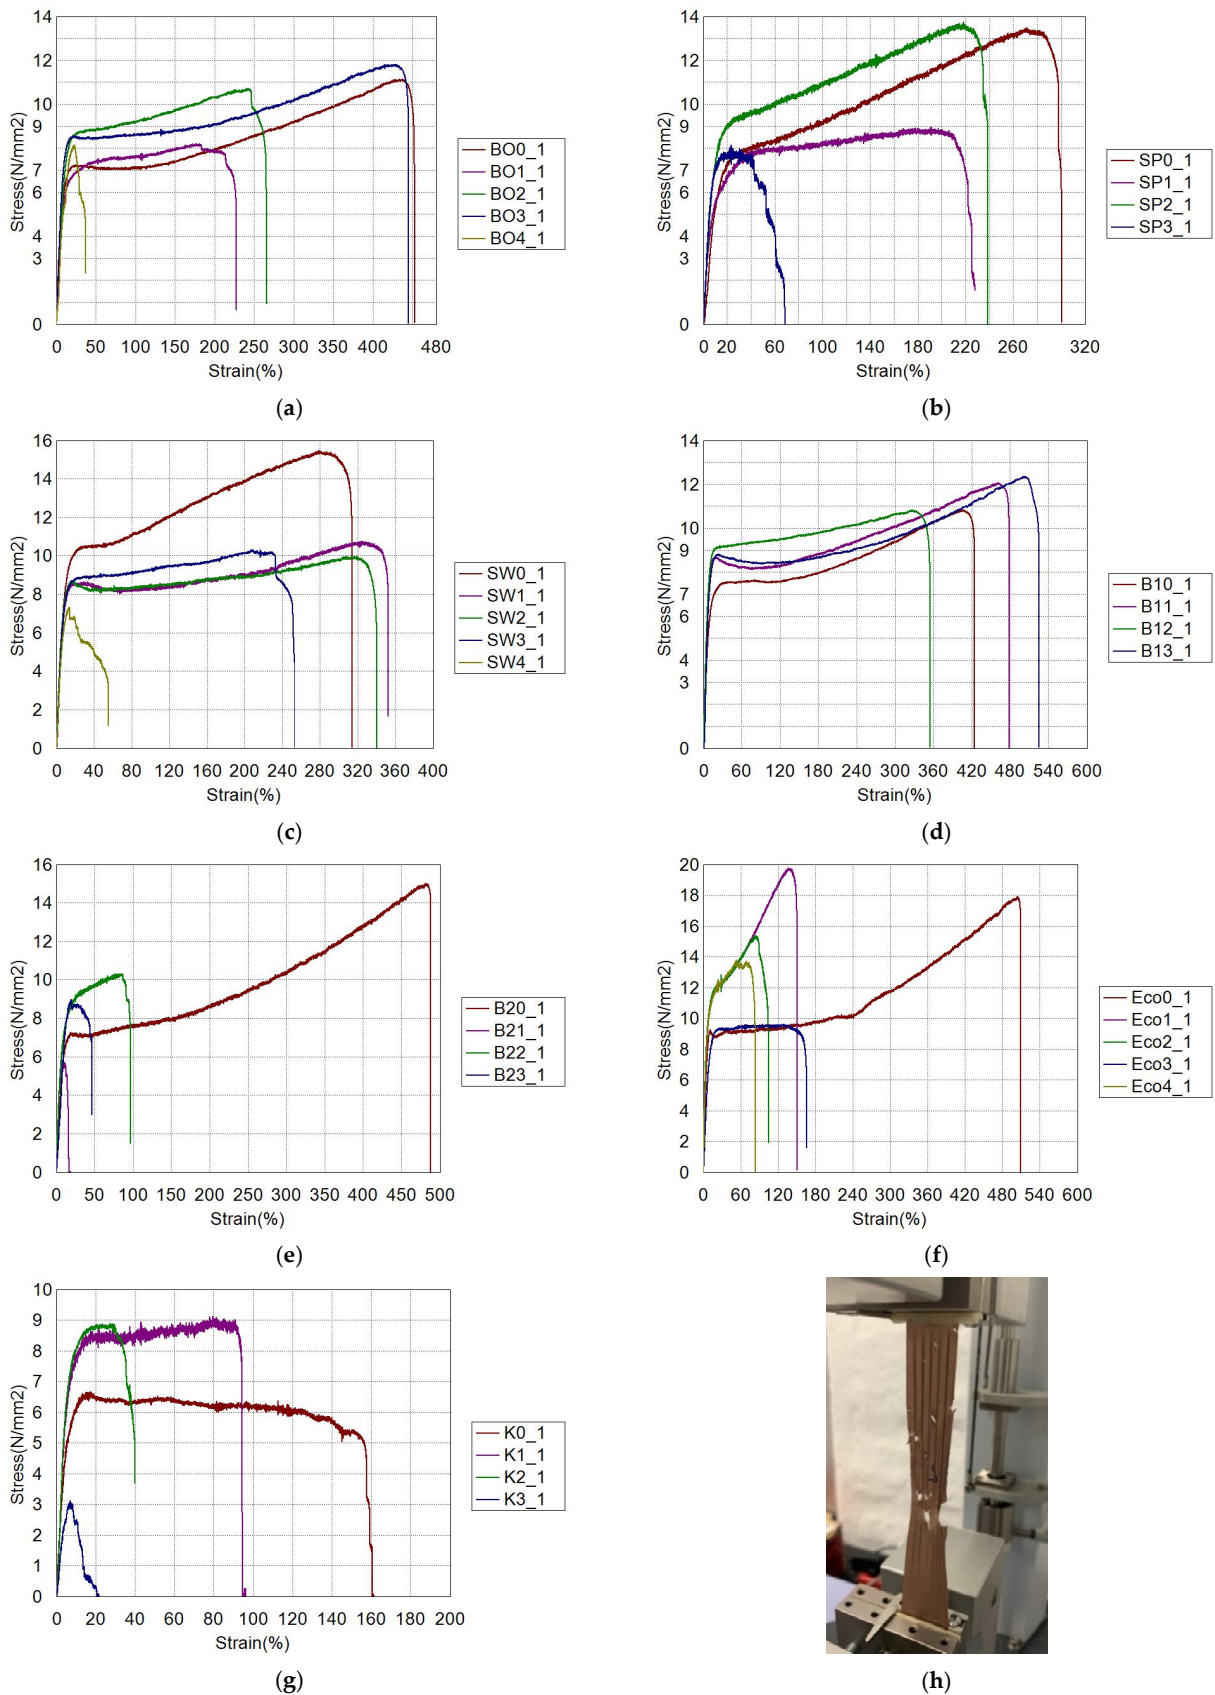 14
12
10
9
7
6
4
3
0
Stress(N/mm2)
0 50 100 150 200 250 300 350 400 480
Strain(%)
BO0_1
BO1_1
BO2_1
BO3_1
BO4_1
(a)
14
12
10
9
7
6
4
3
0
Stress(N/mm2)
0 20 60 100 140 180 220 260 320
Strain(%)
SP0_1
SP1_1
SP2_1
SP3_1
(b)
16
15
14
12
10
8
6
4
2
0
Stress(N/mm2)
0 40 80 120 160 200 240 280 320 400
Strain(%)
SW0_1
SW1_1
SW2_1
SW3_1
SW4_1
(c)
14
12
10
9
7
6
4
3
0
Stress(N/mm2)
0 60 120 180 240 300 360 420 480 540 600
Strain(%)
B10_1
B11_1
B12_1
B13_1
(d)
16
14
12
10
8
6
4
2
0
Stress(N/mm2)
0 50 100 150 200 250 300 350 400 450 500
Strain(%)
B20_1
B21_1
B22_1
B23_1
(e)
20
18
16
14
12
10
8
6
4
2
0
Stress(N/mm2)
0 60 120 180 240 300 360 420 480 600
Strain(%)
Eco0_1
Eco1_1
Eco2_1
Eco3_1
Eco4_1
(f)
10
9
8
7
6
5
4
3
2
1
0
Stress(N/mm2)
0 20 40 60 80 100 120 140 160 180 200
Strain(%)
K0_1
K1_1
K2_1
K3_1
(g)
(h)